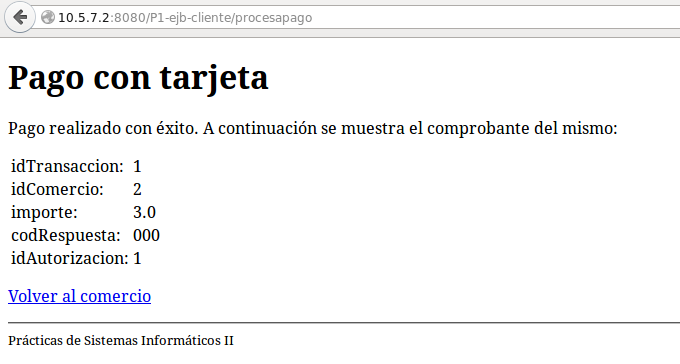 10.5.7.2:8080/P1-ejb-cliente/procesapago
Pago con tarjeta
Pago realizado con éxito. A continuación se muestra el comprobante del mismo:
idTransaccion: 1
idComercio: 2
importe: 3.0
codRespuesta: 000
idAutorizacion: 1
Volver al comercio
Prácticas de Sistemas Informáticos II